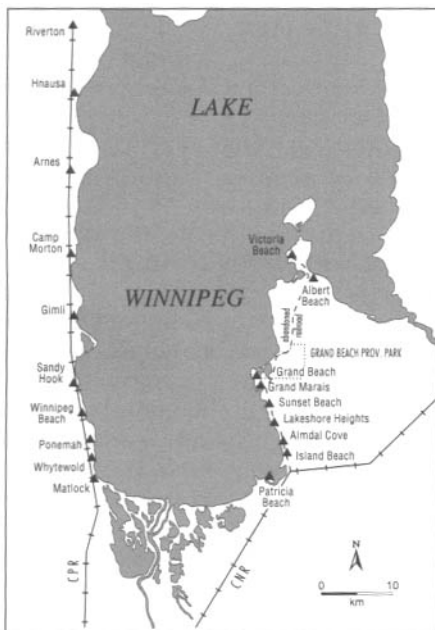 Riverton
Hnausa
LAKE
Arnes
Victoria
Beach
Camp
Morton
Albert
Beach
WINNIPEG
Gimli
abandoned
railroad
GRAND BEACH PROV. PARK
Sandy
Hook
Grand Beach
Grand Marais
Winnipeg
Beach
Sunset Beach
Lakeshore Heights
Ponemah
Almdal Cove
Whytewold
Island Beach
Matlock
Patricia
Beach
N
CPR
CNR
0 10
km